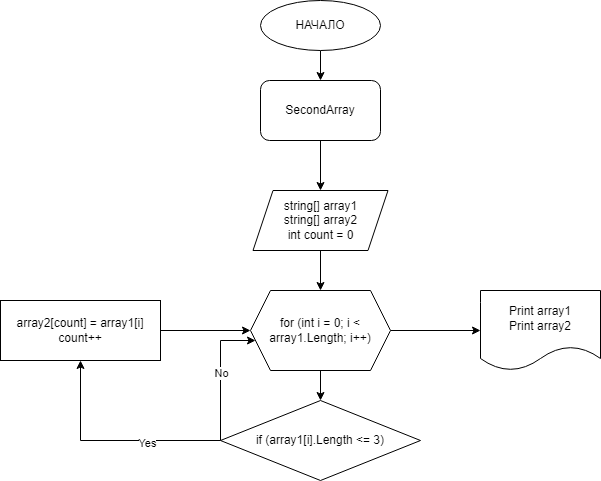 НАЧАЛО
SecondArray
string[] array1
string[] array2
int count = 0
for (int i = 0; i <
array1.Length; i++)
Print array1
Print array2
array2[count] = array1[i]
count++
No
if (array1[i].Length <= 3)
Yes